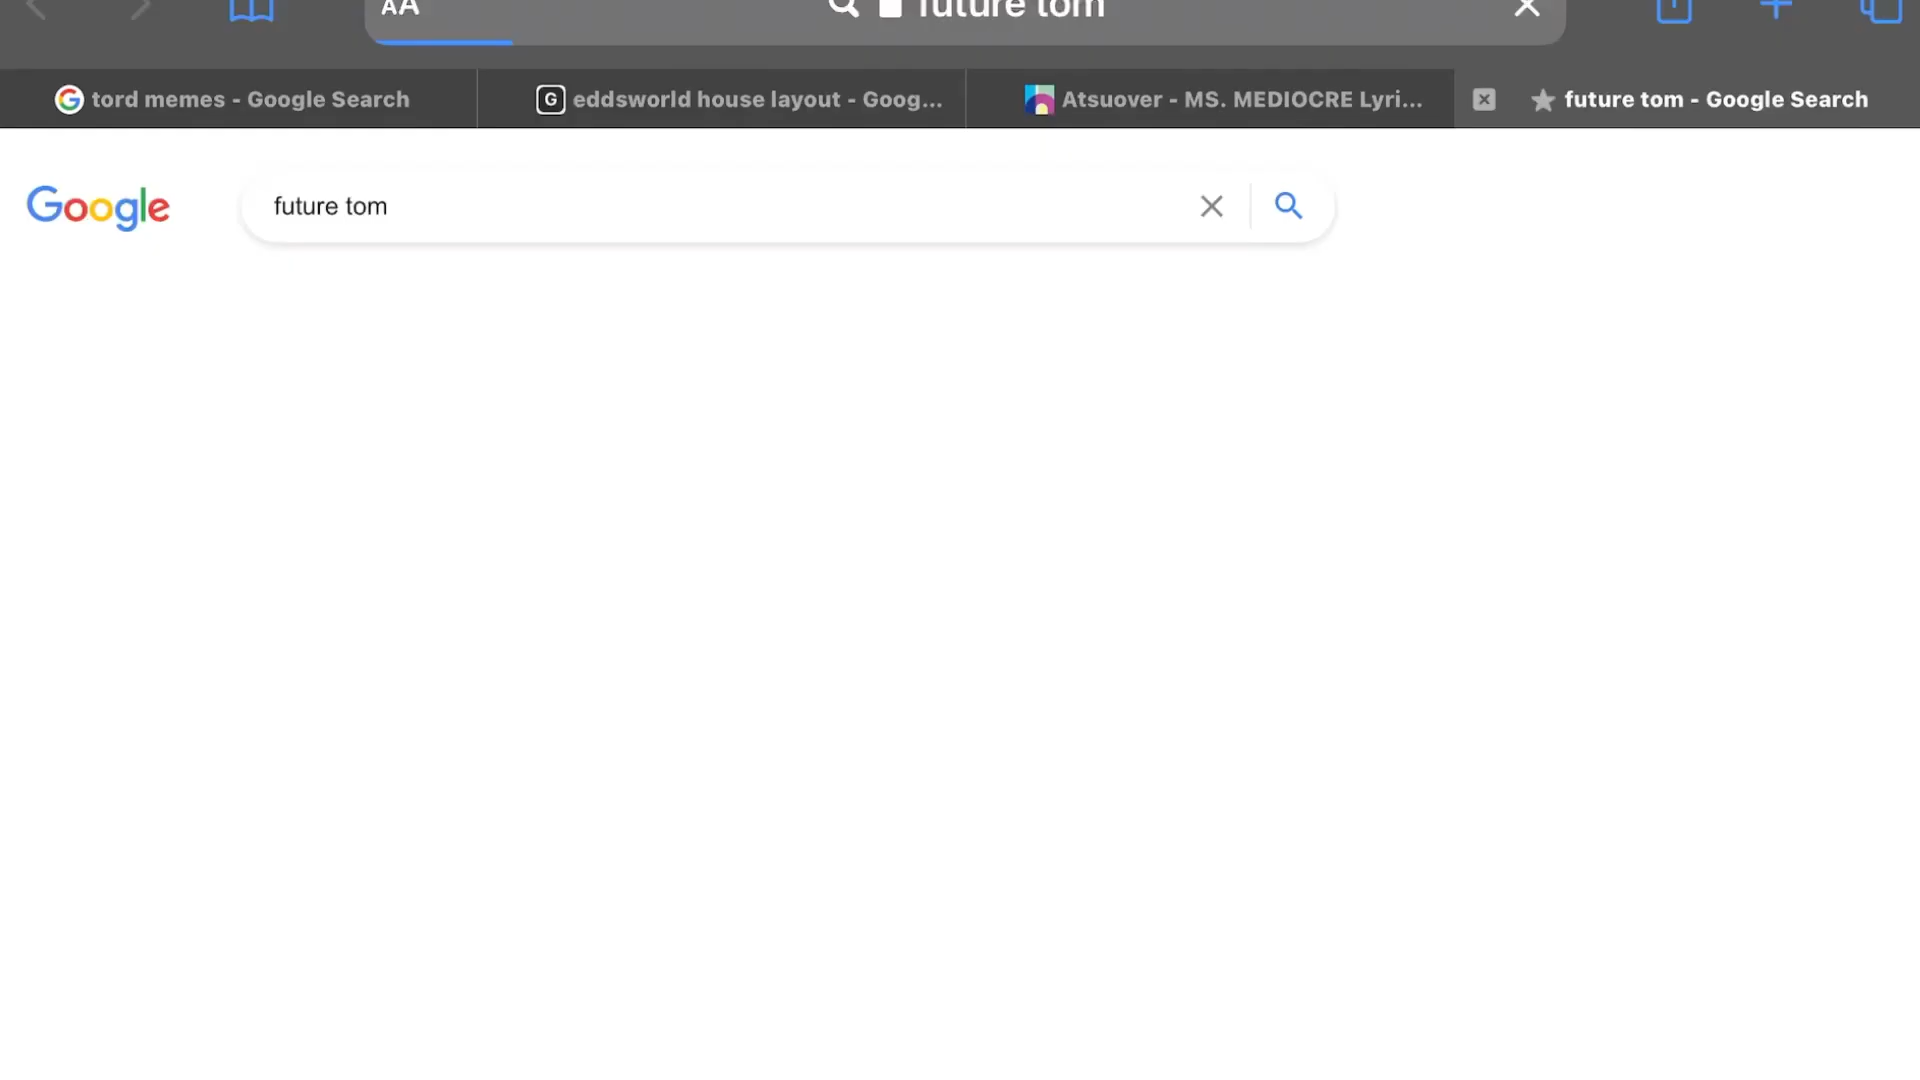 AA future tom
tord memes - Google Search
G eddsworld house layout - Goog...
Atsuover - MS. MEDIOCRE Lyri...
future tom - Google Search
Google future tom